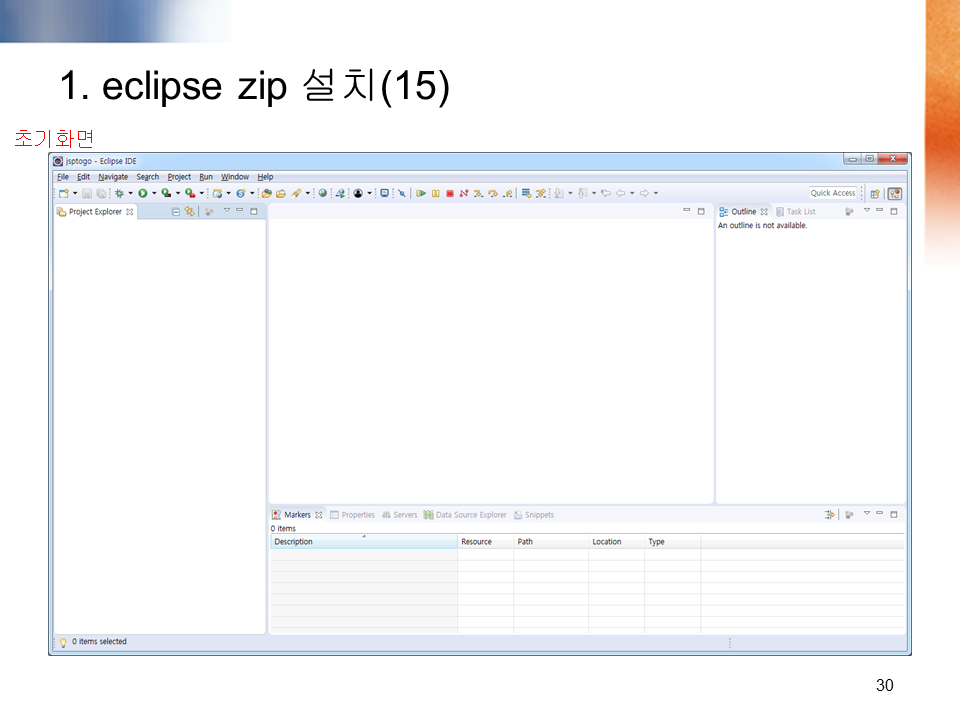 1. eclipse zip 설치(15)
초기화면
jsptogo - Eclipse IDE
File Edit Navigate Search Project Run Window Help
Quick Access
Project Explorer
Outline Task List
An outline is not available.
Markers Properties Servers Data Source Explorer Snippets
0 items
Description Resource Path Location Type
0 items selected
30